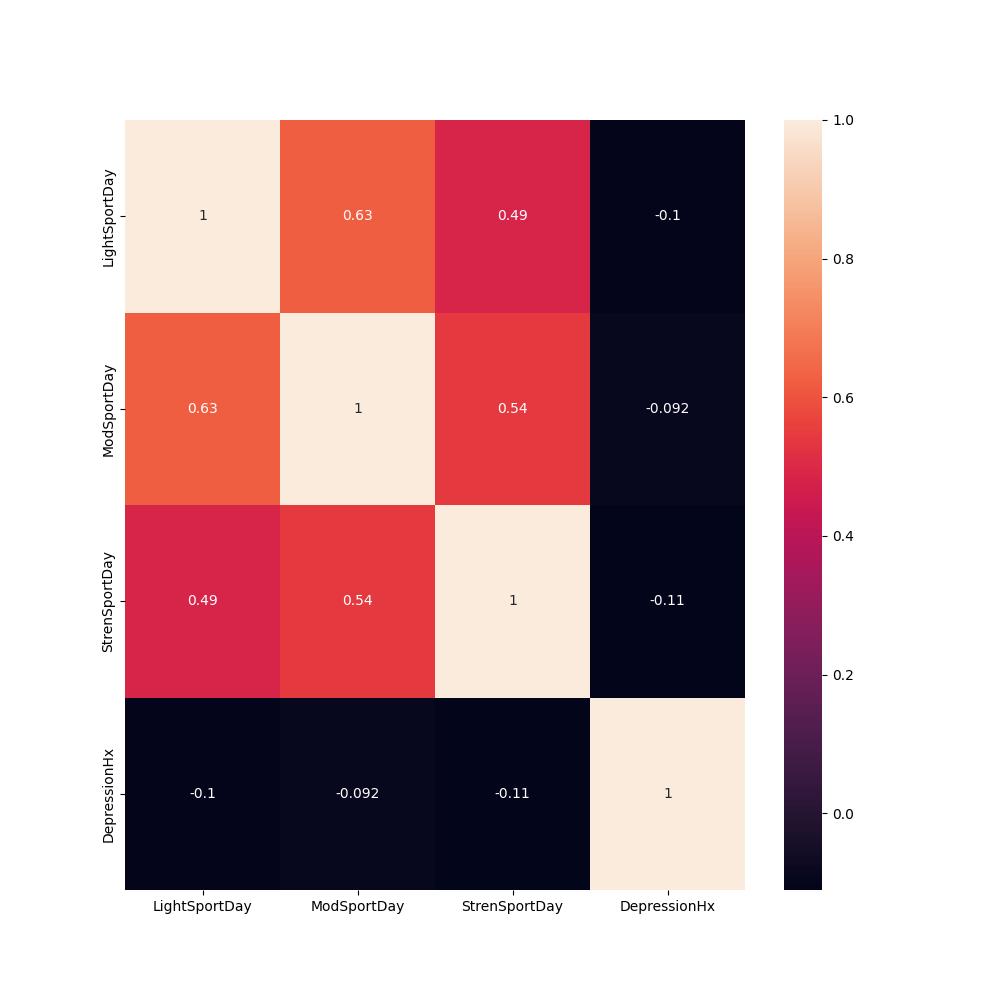 1.0
LightSportDay 1 0.63 0.49 -0.1
0.8
ModSportDay 0.63 1 0.54 -0.092
0.6
0.4
StrenSportDay 0.49 0.54 1 -0.11
0.2
DepressionHx -0.1 -0.092 -0.11 1
0.0
LightSportDay ModSportDay StrenSportDay DepressionHx